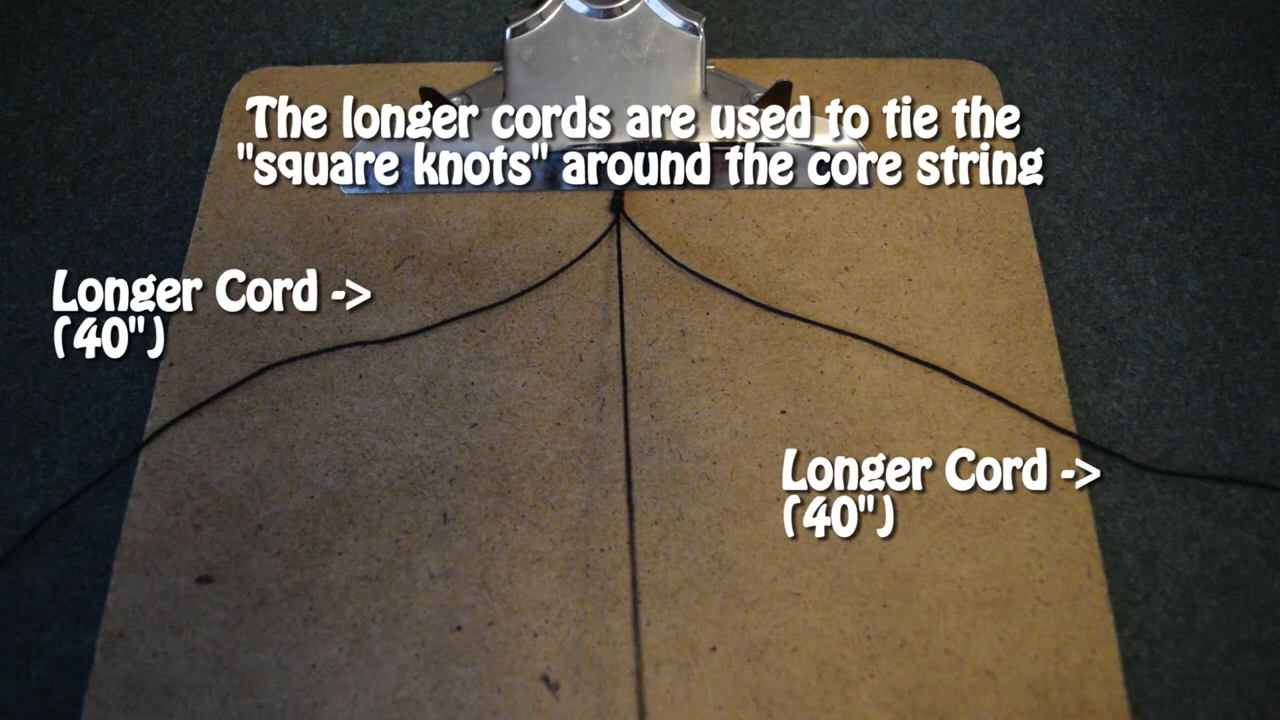 The longer cords are used to tie the
"square knots" around the core string
Longer Cord ->
(40")
Longer Cord ->
(40")